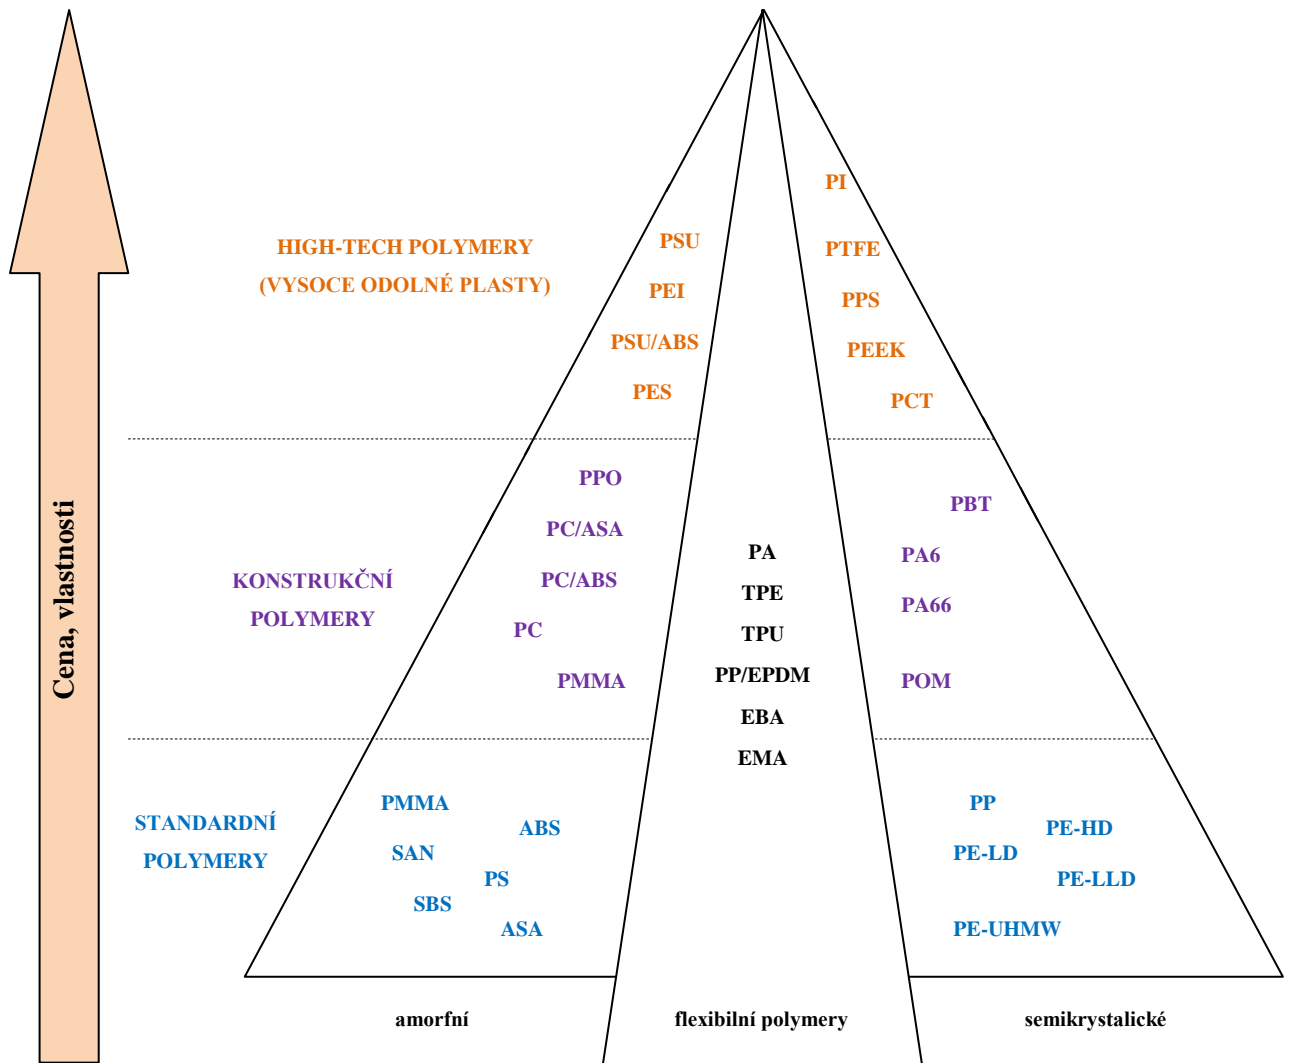 Cena, vlastnosti
HIGH-TECH POLYMERY
(VYSOCE ODOLNÉ PLASTY)
PSU
PEI
PSU/ABS
PES
PI
PTFE
PPS
PEEK
PCT
KONSTRUKČNÍ
POLYMERY
PPO
PC/ASA
PC/ABS
PC
PMMA
PA
TPE
TPU
PP/EPDM
EBA
EMA
PBT
PA6
PA66
POM
STANDARDNÍ
POLYMERY
PMMA
ABS
SAN
PS
SBS
ASA
PP
PE-HD
PE-LD
PE-LLD
PE-UHMW
amorfní
flexibilní polymery
semikrystalické